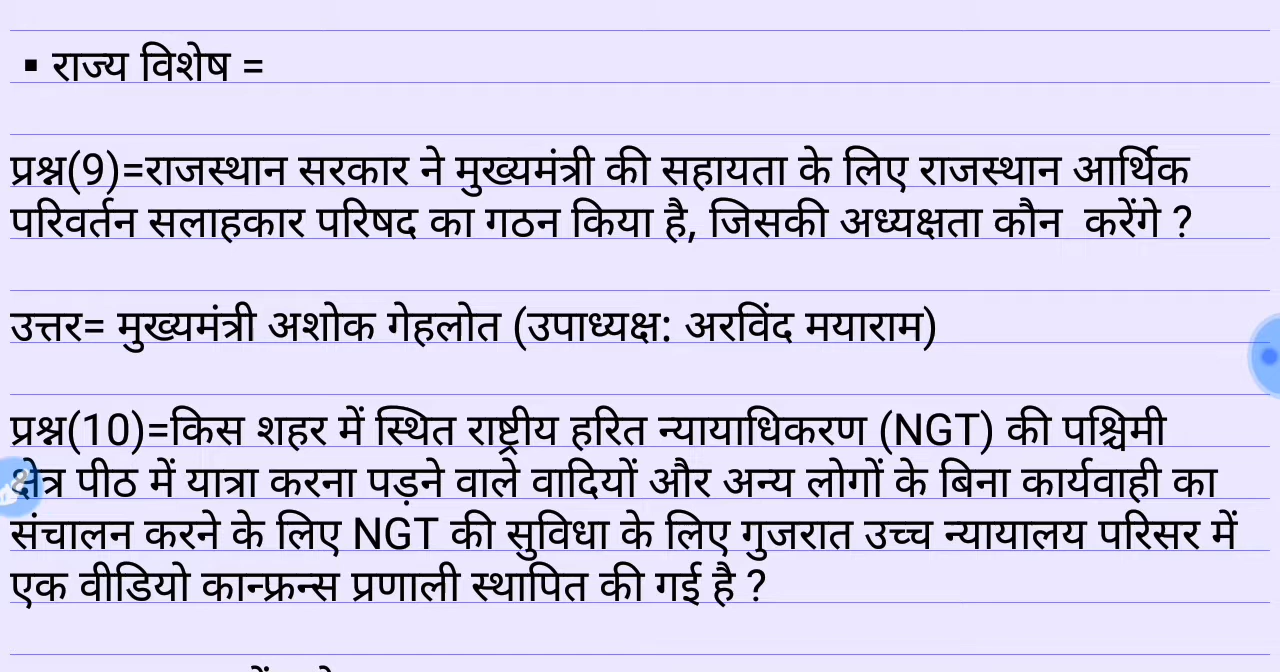 ▪ राज्य विशेष =
प्रश्न(9)=राजस्थान सरकार ने मुख्यमंत्री की सहायता के लिए राजस्थान आर्थिक
परिवर्तन सलाहकार परिषद का गठन किया है, जिसकी अध्यक्षता कौन करेंगे ?
उत्तर= मुख्यमंत्री अशोक गेहलोत (उपाध्यक्ष: अरविंद मयाराम)
प्रश्न(10)=किस शहर में स्थित राष्ट्रीय हरित न्यायाधिकरण (NGT) की पश्चिमी
क्षेत्र पीठ में यात्रा करना पड़ने वाले वादियों और अन्य लोगों के बिना कार्यवाही का
संचालन करने के लिए NGT की सुविधा के लिए गुजरात उच्च न्यायालय परिसर में
एक वीडियो कान्फ्रन्स प्रणाली स्थापित की गई है ?